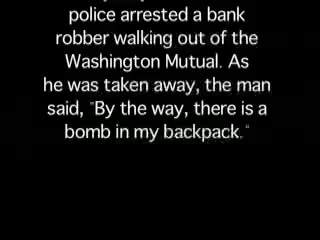 police arrested a bank
robber walking out of the
Washington Mutual. As
he was taken away, the man
said, "By the way, there is a
bomb in my backpack."